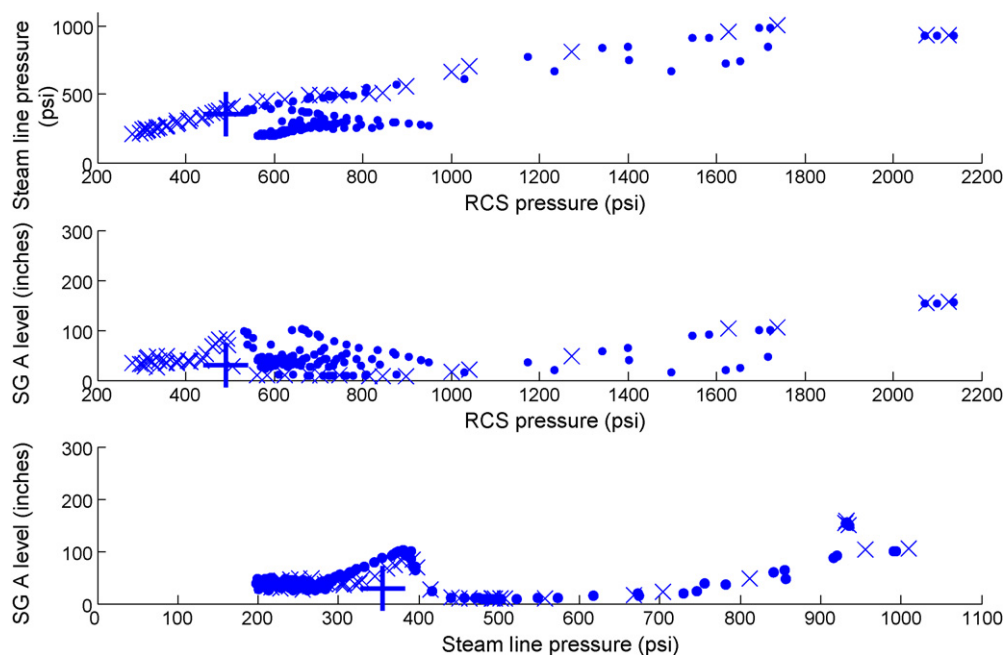 Steam line pressure
(psi)
1000
500
0
200 400 600 800 1000 1200 1400 1600 1800 2000 2200
RCS pressure (psi)
SG A level (inches)
300
200
100
0
200 400 600 800 1000 1200 1400 1600 1800 2000 2200
RCS pressure (psi)
SG A level (inches)
300
200
100
0
0 100 200 300 400 500 600 700 800 900 1000 1100
Steam line pressure (psi)